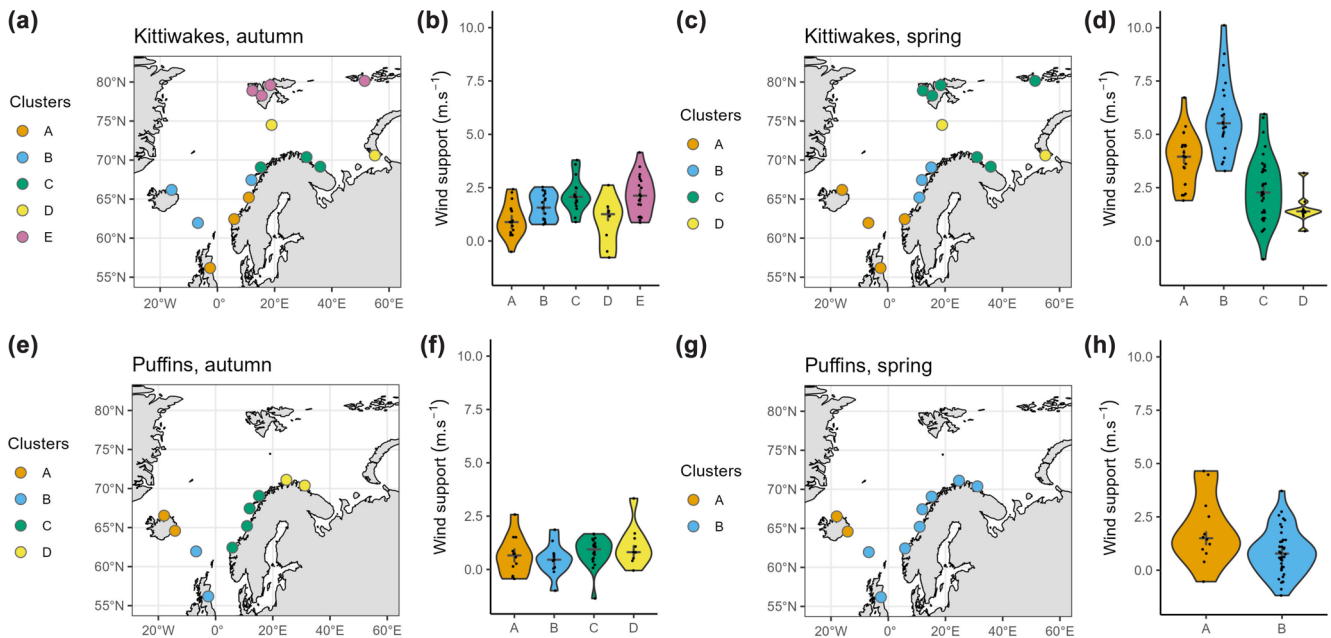 (a)
Kittiwakes, autumn
Clusters
A
B
C
D
E
80°N
75°N
70°N
65°N
60°N
55°N
20°W 0° 20°E 40°E 60°E
(b)
Wind support (m.s⁻¹)
10.0
7.5
5.0
2.5
0.0
A B C D E
(c)
Kittiwakes, spring
Clusters
A
B
C
D
80°N
75°N
70°N
65°N
60°N
55°N
20°W 0° 20°E 40°E 60°E
(d)
Wind support (m.s⁻¹)
10.0
7.5
5.0
2.5
0.0
A B C D
(e)
Puffins, autumn
Clusters
A
B
C
D
80°N
75°N
70°N
65°N
60°N
55°N
20°W 0° 20°E 40°E 60°E
(f)
Wind support (m.s⁻¹)
10.0
7.5
5.0
2.5
0.0
A B C D
(g)
Puffins, spring
Clusters
A
B
80°N
75°N
70°N
65°N
60°N
55°N
20°W 0° 20°E 40°E 60°E
(h)
Wind support (m.s⁻¹)
10.0
7.5
5.0
2.5
0.0
A B